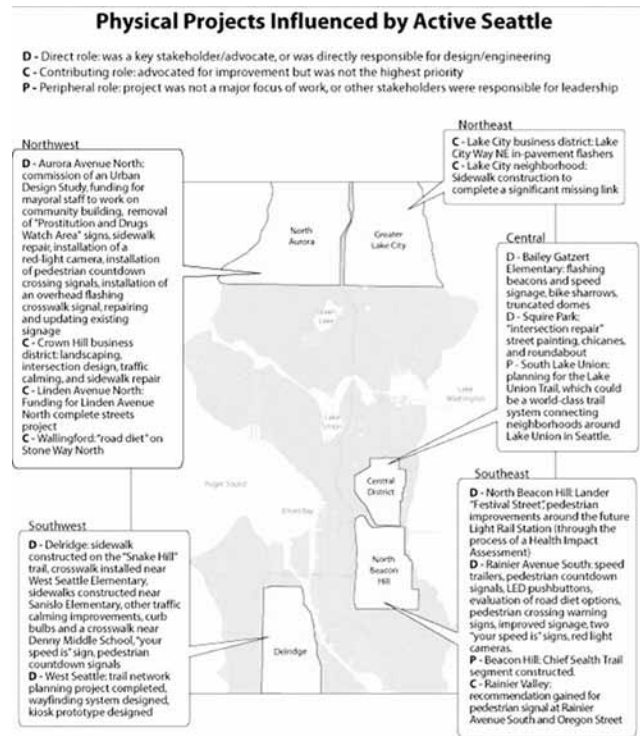 Physical Projects Influenced by Active Seattle
D - Direct role: was a key stakeholder/advocate, or was directly responsible for design/engineering
C - Contributing role: advocated for improvement but was not the highest priority
P - Peripheral role: project was not a major focus of work, or other stakeholders were responsible for leadership
Northwest
D - Aurora Avenue North:
commission of an Urban
Design Study, funding for
mayoral staff to work on
community building, removal
of "Prostitution and Drugs
Watch Area" signs, sidewalk
repair, installation of a
red-light camera, installation
of pedestrian countdown
crossing signals, installation of
an overhead flashing
crosswalk signal, repairing
and updating existing
signage
C - Crown Hill business
district: landscaping,
intersection design, traffic
calming, and sidewalk repair
C - Linden Avenue North:
Funding for Linden Avenue
North complete streets
project
C - Wallingford: "road diet" on
Stone Way North
Northeast
C - Lake City business district: Lake
City Way NE in-pavement flashers
C - Lake City neighborhood:
Sidewalk construction to
complete a significant missing link
North
Aurora
Greater
Lake City
Central
D - Bailey Gatzert
Elementary: flashing
beacons and speed
signage, bike sharrows,
truncated domes
D - Squire Park:
"intersection repair"
street painting, chicanes,
and roundabout
P - South Lake Union:
planning for the Lake
Union Trail, which could
be a world-class trail
system connecting
neighborhoods around
Lake Union in Seattle.
Green
Lake
Lake
Washington
Lake
Union
Puget Sound
Elliott Bay
Central
District
North
Beacon
Hill
Delridge
Southeast
D - North Beacon Hill: Lander
"Festival Street", pedestrian
improvements around the future
Light Rail Station (through the
process of a Health Impact
Assessment)
D - Rainier Avenue South: speed
trailers, pedestrian countdown
signals, LED pushbuttons,
evaluation of road diet options,
pedestrian crossing warning
signs, improved signage, two
"your speed is" signs, red light
cameras.
P - Beacon Hill: Chief Sealth Trail
segment constructed.
C - Rainier Valley:
recommendation gained for
pedestrian signal at Rainier
Avenue South and Oregon Street
Southwest
D - Delridge: sidewalk
constructed on the "Snake Hill"
trail, crosswalk installed near
West Seattle Elementary,
sidewalks constructed near
Sanislo Elementary, other traffic
calming improvements, curb
bulbs and a crosswalk near
Denny Middle School, "your
speed is" sign, pedestrian
countdown signals
D - West Seattle: trail network
planning project completed,
wayfinding system designed,
kiosk prototype designed